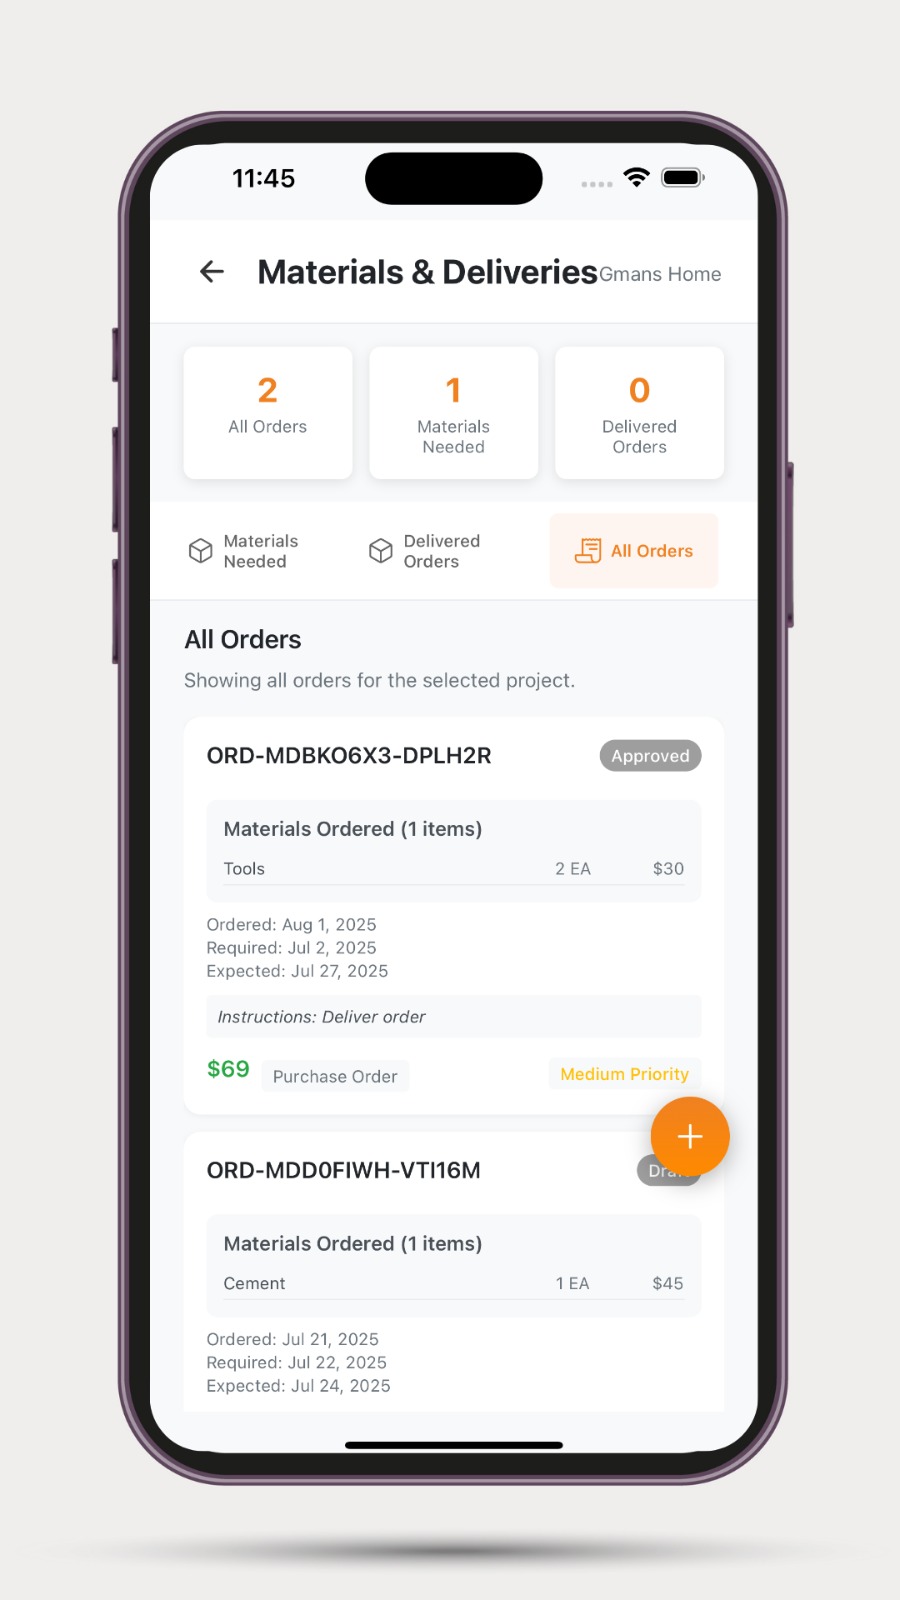 11:45
Materials & Deliveries
Gmans Home
2
All Orders
1
Materials
Needed
0
Delivered
Orders
Materials
Needed
Delivered
Orders
All Orders
All Orders
Showing all orders for the selected project.
ORD-MDBKO6X3-DPLH2R
Approved
Materials Ordered (1 items)
Tools 2 EA $30
Ordered: Aug 1, 2025
Required: Jul 2, 2025
Expected: Jul 27, 2025
Instructions: Deliver order
$69 Purchase Order Medium Priority
ORD-MDD0FIWH-VTI16M
Materials Ordered (1 items)
Cement 1 EA $45
Ordered: Jul 21, 2025
Required: Jul 22, 2025
Expected: Jul 24, 2025